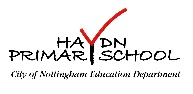 HAYDN
PRIMARY SCHOOL
City of Nottingham Education Department